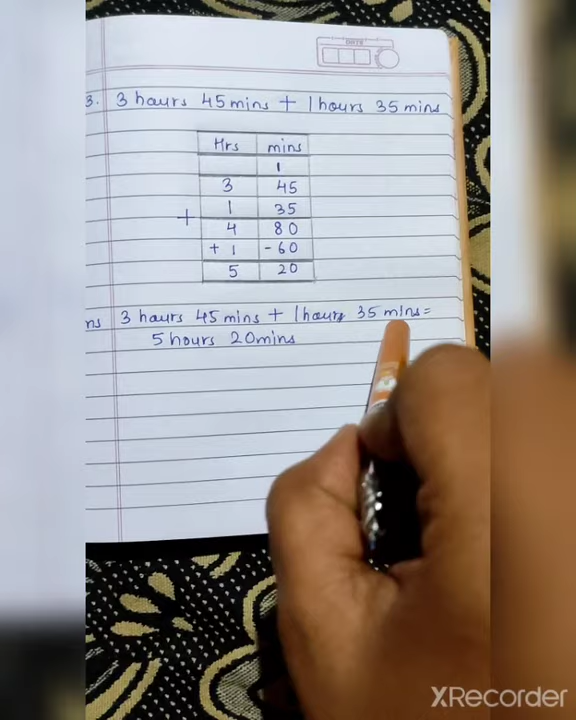 DATE
3. 3 hours 45 mins + 1 hours 35 mins
Hrs mins
1
3 45
+ 1 35
4 80
+ 1 - 60
5 20
ns 3 hours 45 mins + 1 hours 35 mins =
5 hours 20 mins
XRecorder